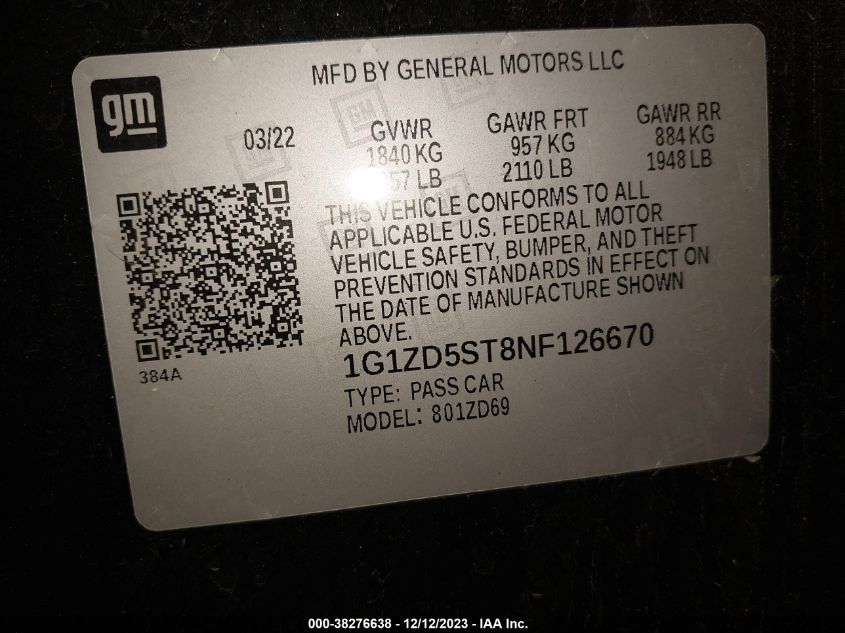 gm
MFD BY GENERAL MOTORS LLC
03/22
GVWR
1840 KG
57 LB
GAWR FRT
957 KG
2110 LB
GAWR RR
884 KG
1948 LB
THIS VEHICLE CONFORMS TO ALL
APPLICABLE U.S. FEDERAL MOTOR
VEHICLE SAFETY, BUMPER, AND THEFT
PREVENTION STANDARDS IN EFFECT ON
THE DATE OF MANUFACTURE SHOWN
ABOVE.
1G1ZD5ST8NF126670
TYPE: PASS CAR
MODEL: 801ZD69
384A
000-38276638 - 12/12/2023 - IAA Inc.